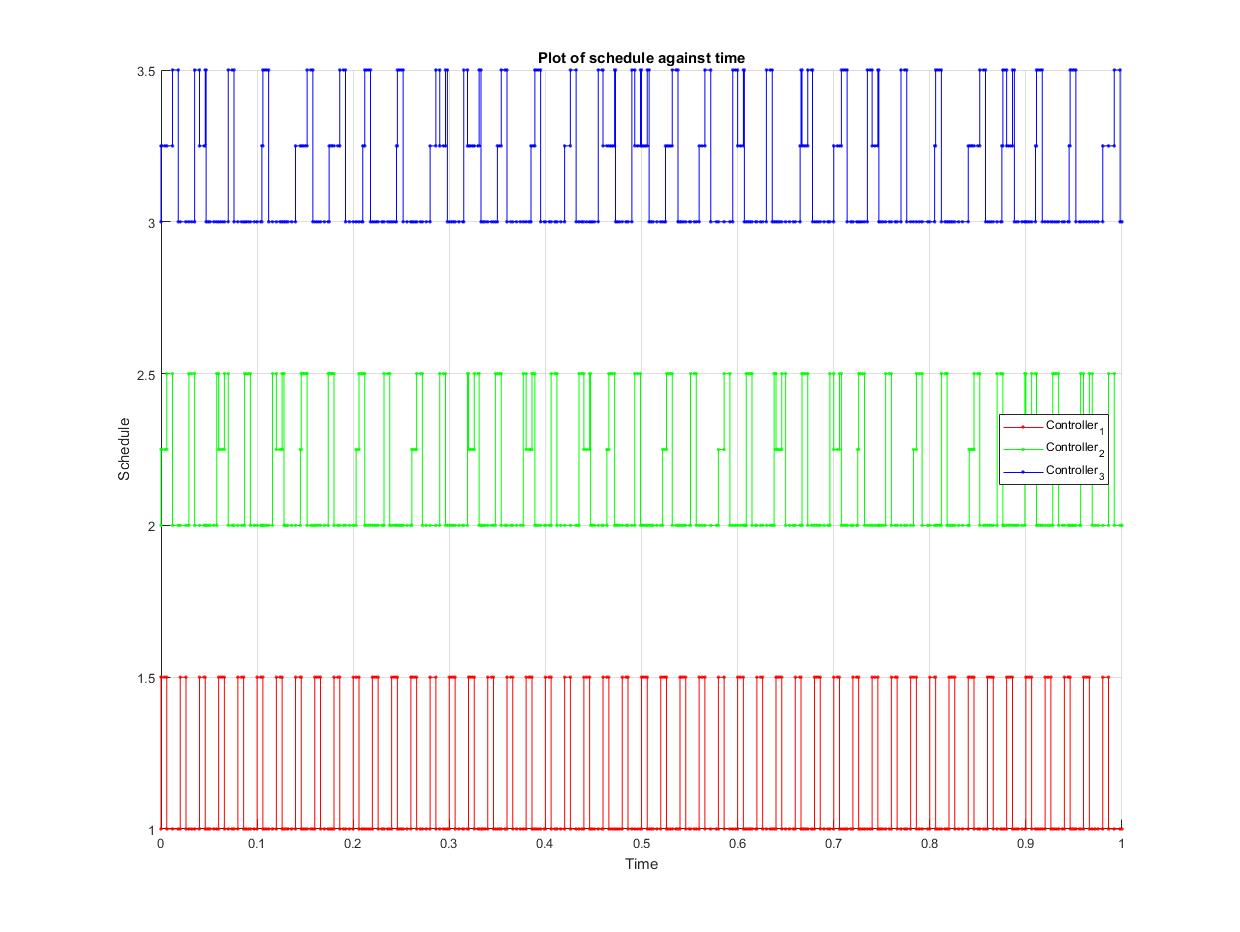 Plot of schedule against time
3.5
3
2.5
2
1.5
1
Schedule
Controller1
Controller2
Controller3
0 0.1 0.2 0.3 0.4 0.5 0.6 0.7 0.8 0.9 1
Time